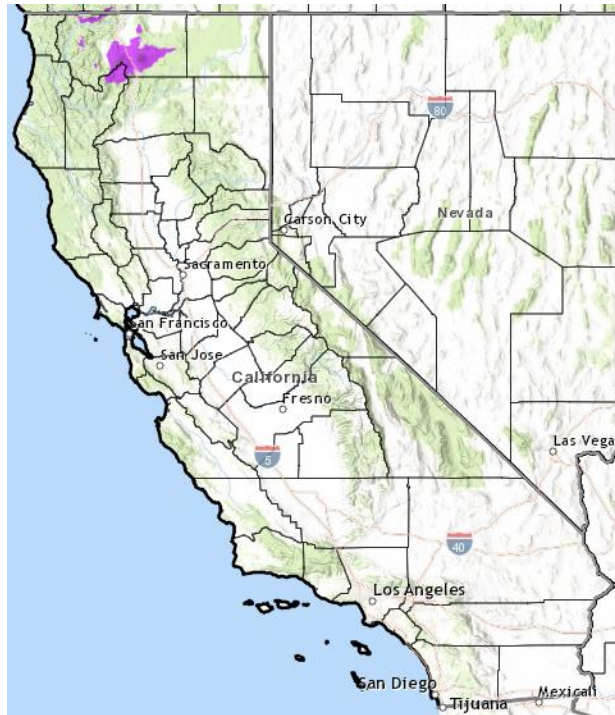 80
Nevada
Carson City
Sacramento
San Francisco
San Jose
California
Fresno
Las Vega
5
40
Los Angeles
San Diego
Mexicali
Tijuana